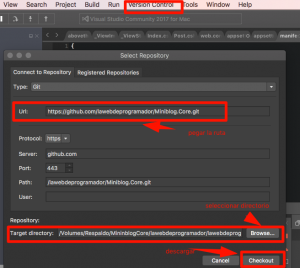 View Search Project Build Run Version Control Tools Window Help
Visual Studio Community 2017 for Mac
Select Repository
Connect to Repository Registered Repositories
Type: Git
Url: https://github.com/lawebdeprogramador/Miniblog.Core.git
Protocol: https
Server: github.com
Port: 443
Path: /lawebdeprogramador/Miniblog.Core.git
User:
Repository:
Target directory: /Volumes/Respaldo/MininblogCore/lawebdeprogramador/lawebdeprog Browse...
descargar
Cancel Checkout